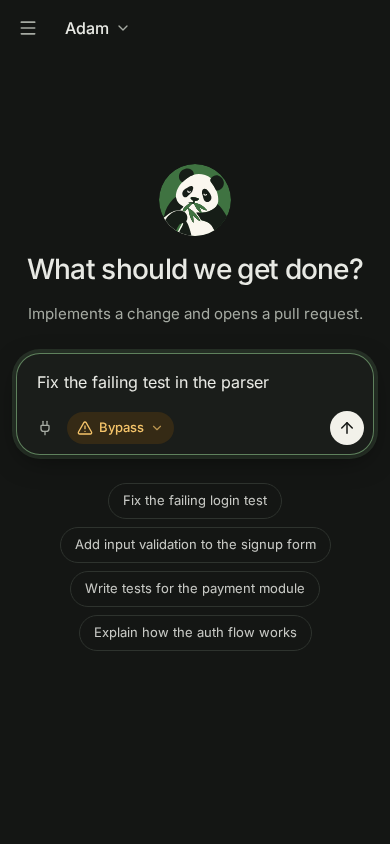 Adam
What should we get done?
Implements a change and opens a pull request.
Fix the failing test in the parser
Bypass
Fix the failing login test
Add input validation to the signup form
Write tests for the payment module
Explain how the auth flow works